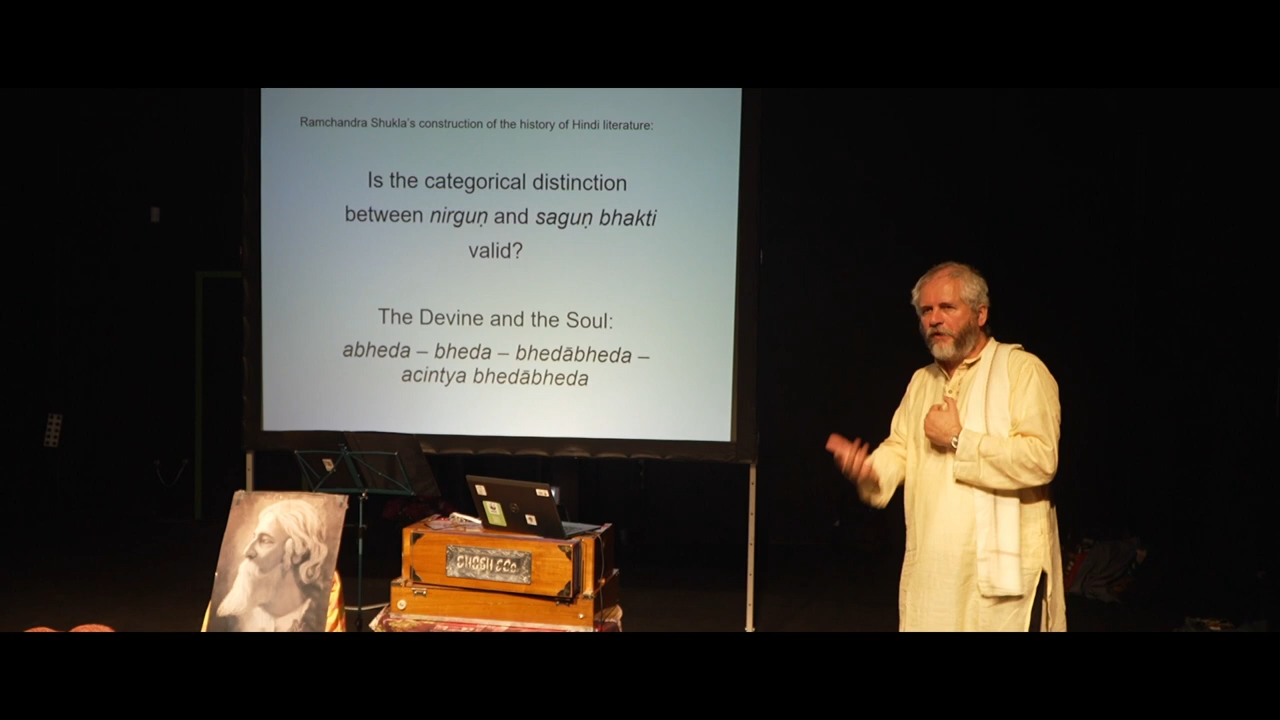 Ramchandra Shukla's construction of the history of Hindi literature:
Is the categorical distinction
between nirguṇ and saguṇ bhakti
valid?
The Devine and the Soul:
abheda – bheda – bhedābheda –
acintya bhedābheda